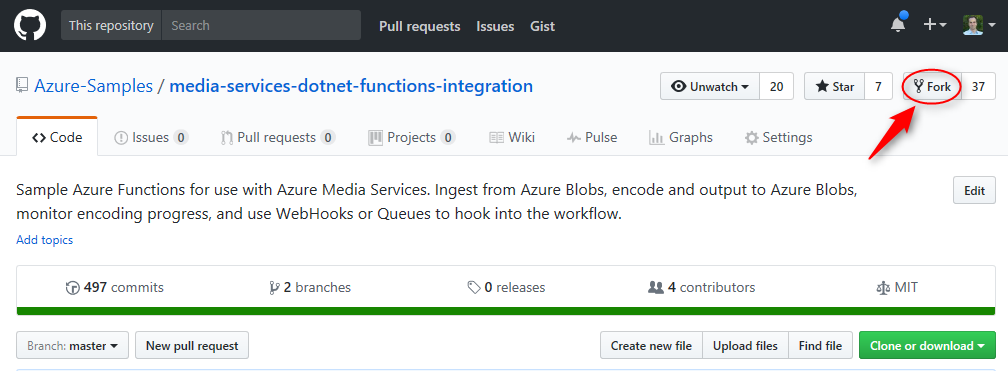 This repository Search Pull requests Issues Gist
Azure-Samples / media-services-dotnet-functions-integration Unwatch 20 Star 7 Fork 37
Code Issues 0 Pull requests 0 Projects 0 Wiki Pulse Graphs Settings
Sample Azure Functions for use with Azure Media Services. Ingest from Azure Blobs, encode and output to Azure Blobs, Edit
monitor encoding progress, and use WebHooks or Queues to hook into the workflow.
Add topics
497 commits 2 branches 0 releases 4 contributors MIT
Branch: master New pull request Create new file Upload files Find file Clone or download